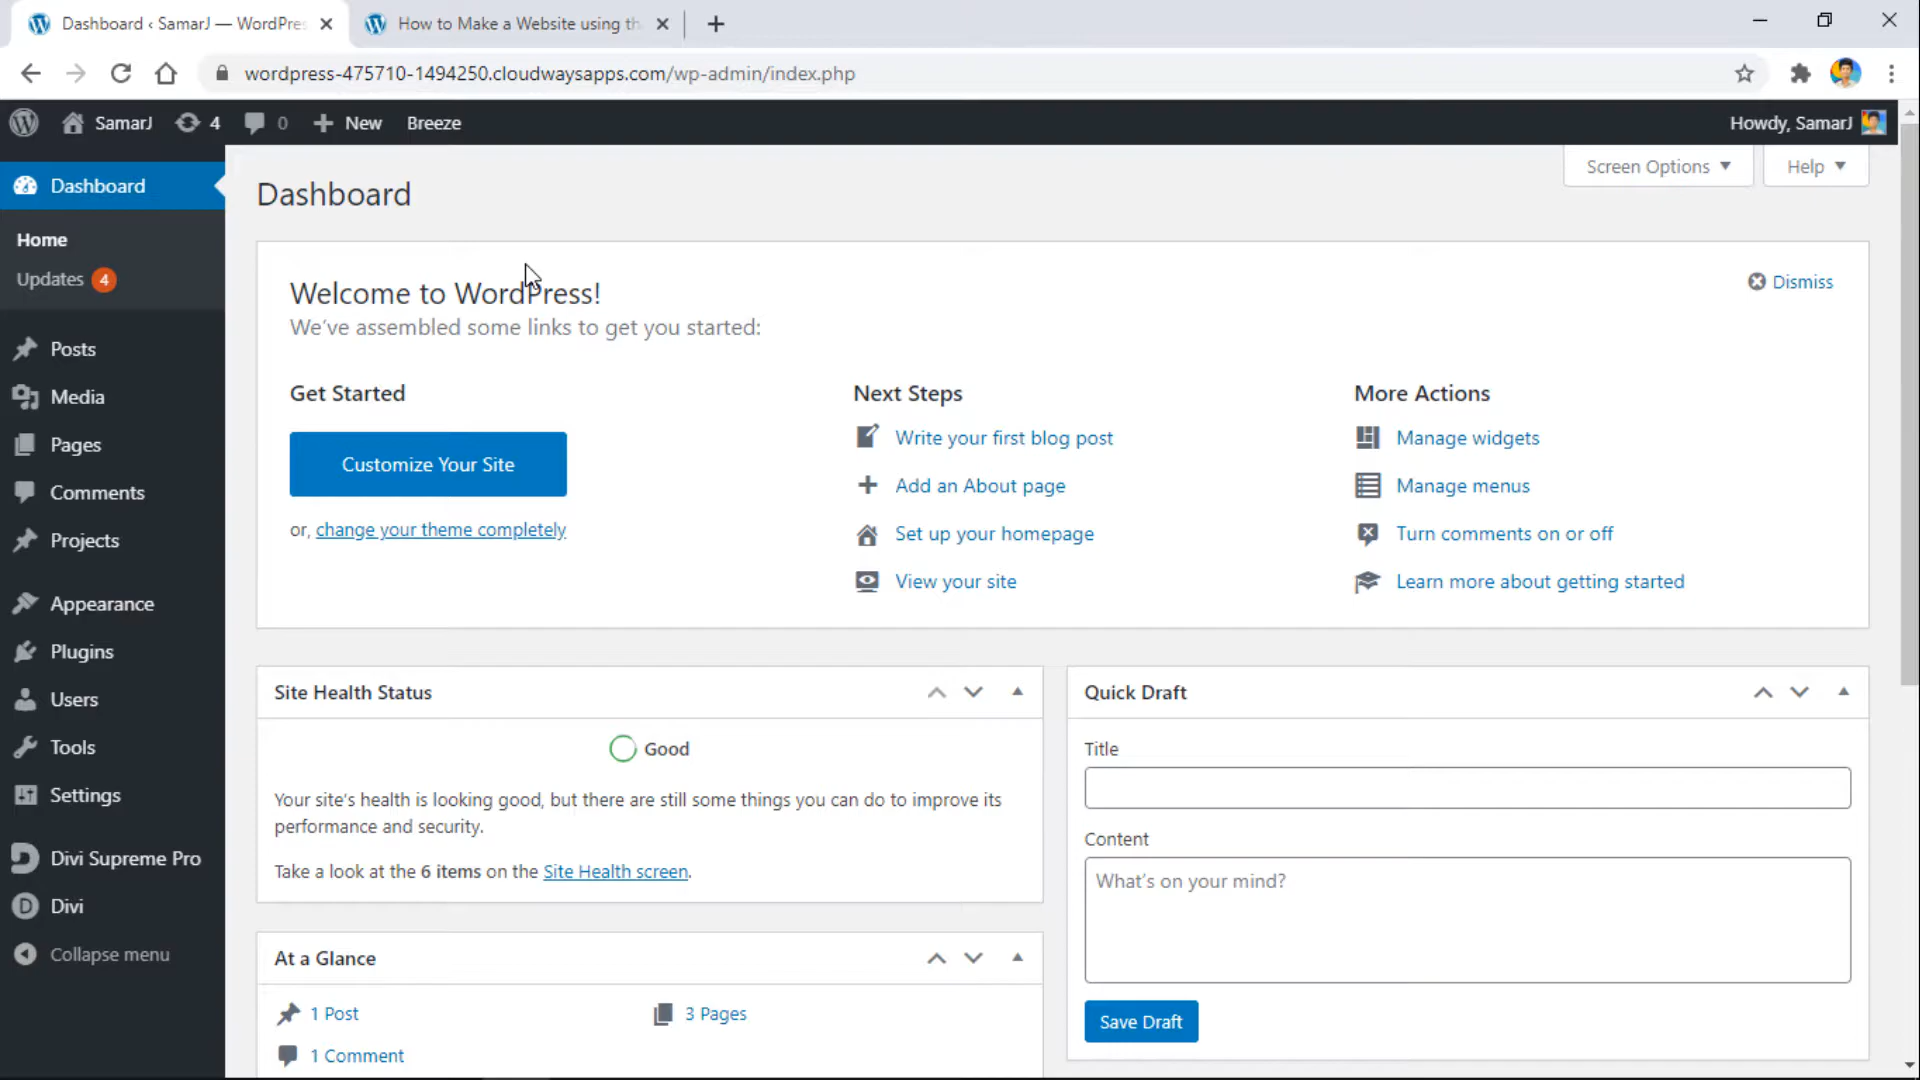 Dashboard ‹ SamarJ — WordPres
How to Make a Website using th
wordpress-475710-1494250.cloudwaysapps.com/wp-admin/index.php
SamarJ 4 0 New Breeze Howdy, SamarJ
Screen Options Help
Dashboard
Home
Updates 4
Posts
Media
Pages
Comments
Projects
Appearance
Plugins
Users
Tools
Settings
Divi Supreme Pro
Divi
Collapse menu
Dashboard
Welcome to WordPress!
Dismiss
We've assembled some links to get you started:
Get Started
Customize Your Site
or, change your theme completely
Next Steps
Write your first blog post
Add an About page
Set up your homepage
View your site
More Actions
Manage widgets
Manage menus
Turn comments on or off
Learn more about getting started
Site Health Status
Good
Your site's health is looking good, but there are still some things you can do to improve its
performance and security.
Take a look at the 6 items on the Site Health screen.
At a Glance
1 Post
3 Pages
1 Comment
Quick Draft
Title
Content
What's on your mind?
Save Draft